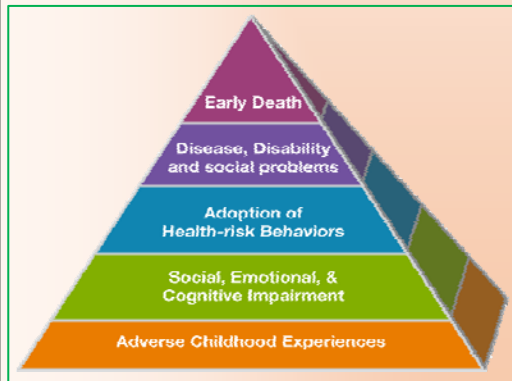 Early Death
Disease, Disability
and social problems
Adoption of
Health-risk Behaviors
Social, Emotional, &
Cognitive Impairment
Adverse Childhood Experiences